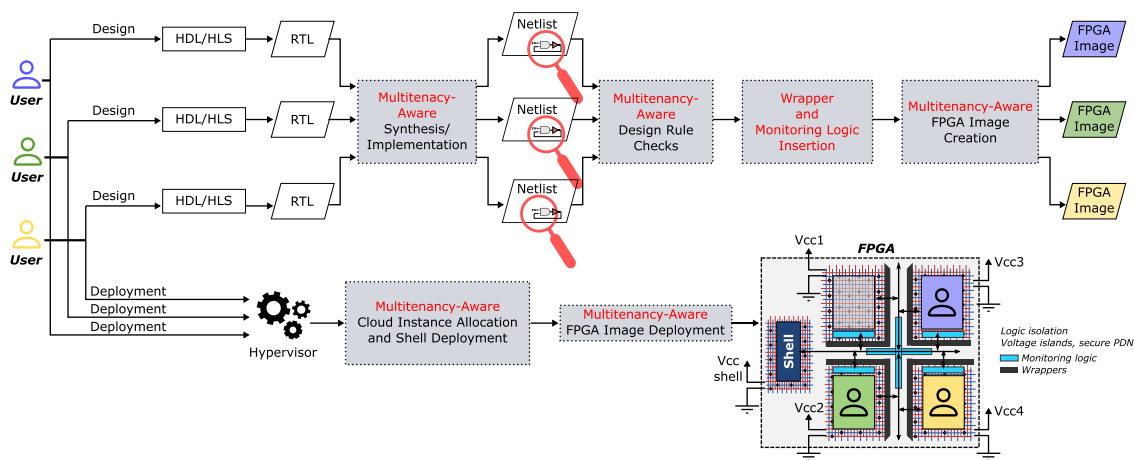 Design
HDL/HLS
RTL
Netlist
FPGA
Image
User
Design
HDL/HLS
RTL
Multitenacy-
Aware
Synthesis/
Implementation
Netlist
Multitenancy-
Aware
Design Rule
Checks
Wrapper
and
Monitoring Logic
Insertion
Multitenancy-Aware
FPGA Image
Creation
FPGA
Image
User
Design
HDL/HLS
RTL
Netlist
FPGA
Image
User
Deployment
Deployment
Deployment
Hypervisor
Multitenancy-Aware
Cloud Instance Allocation
and Shell Deployment
Multitenancy-Aware
FPGA Image Deployment
FPGA
Vcc1
Vcc3
Shell
Vcc
shell
Vcc2
Vcc4
Logic isolation
Voltage islands, secure PDN
Monitoring logic
Wrappers